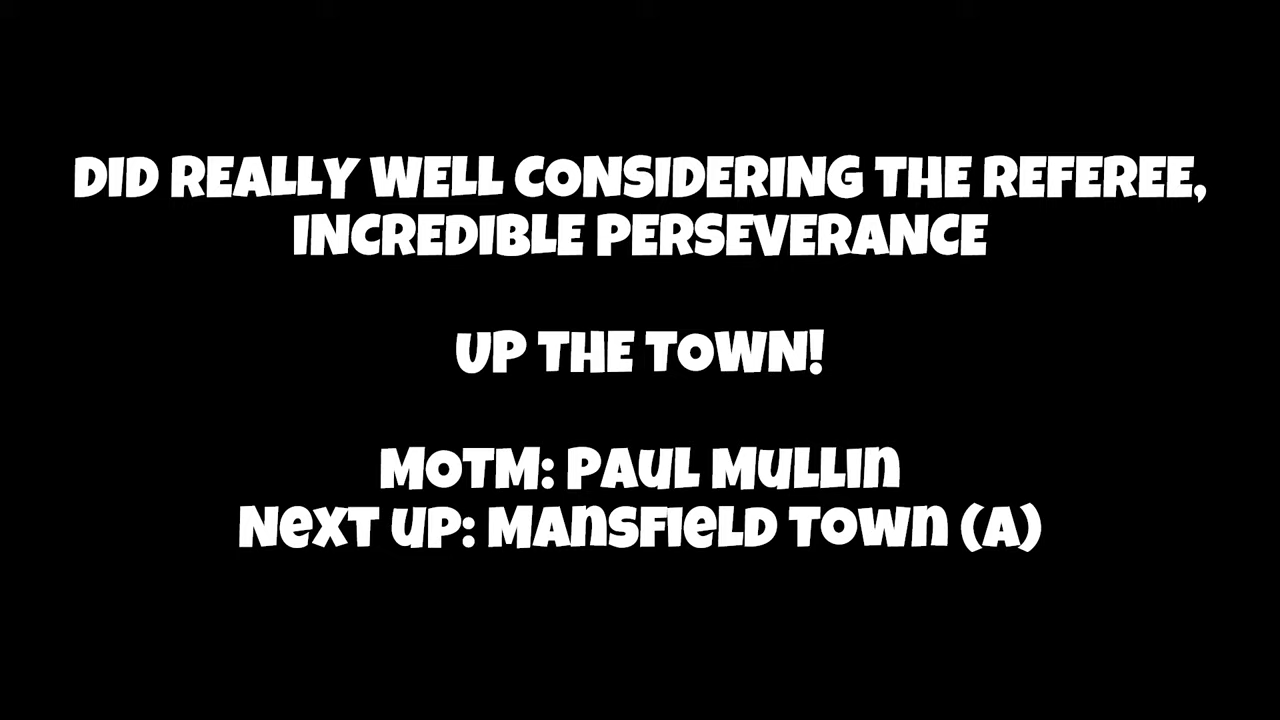 DID REALLY WELL CONSIDERING THE REFEREE,
INCREDIBLE PERSEVERANCE
UP THE TOWN!
MOTM: Paul Mullin
Next up: Mansfield Town (A)